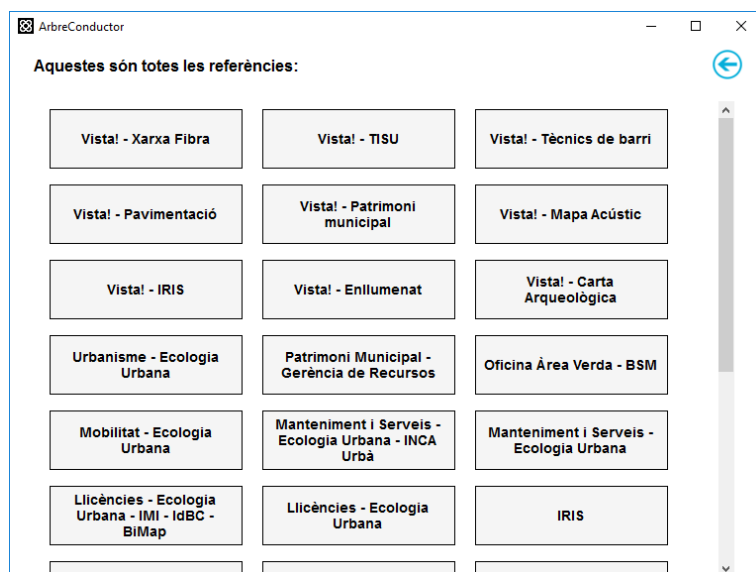 ArbreConductor
Aquestes són totes les referències:
Vista! - Xarxa Fibra
Vista! - TISU
Vista! - Tècnics de barri
Vista! - Pavimentació
Vista! - Patrimoni
municipal
Vista! - Mapa Acústic
Vista! - IRIS
Vista! - Enllumenat
Vista! - Carta
Arqueològica
Urbanisme - Ecologia
Urbana
Patrimoni Municipal -
Gerència de Recursos
Oficina Àrea Verda - BSM
Mobilitat - Ecologia
Urbana
Manteniment i Serveis -
Ecologia Urbana - INCA
Urbà
Manteniment i Serveis -
Ecologia Urbana
Llicències - Ecologia
Urbana - IMI - IdBC -
BiMap
Llicències - Ecologia
Urbana
IRIS